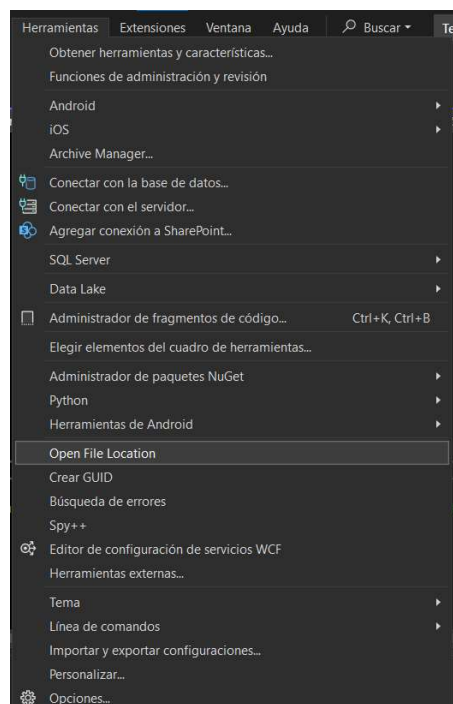 Herramientas Extensiones Ventana Ayuda Buscar Te
Obtener herramientas y características...
Funciones de administración y revisión
Android
iOS
Archive Manager...
Conectar con la base de datos...
Conectar con el servidor...
Agregar conexión a SharePoint...
SQL Server
Data Lake
Administrador de fragmentos de código... Ctrl+K, Ctrl+B
Elegir elementos del cuadro de herramientas...
Administrador de paquetes NuGet
Python
Herramientas de Android
Open File Location
Crear GUID
Búsqueda de errores
Spy++
Editor de configuración de servicios WCF
Herramientas externas...
Tema
Línea de comandos
Importar y exportar configuraciones...
Personalizar...
Opciones...